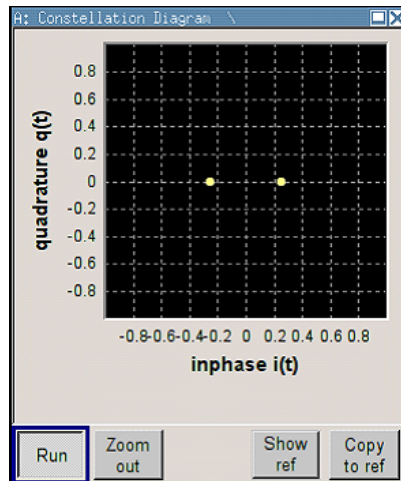 A: Constellation Diagram \
0.8
0.6
0.4
0.2
0
-0.2
-0.4
-0.6
-0.8
quadrature q(t)
-0.8-0.6-0.4-0.2 0 0.2 0.4 0.6 0.8
inphase i(t)
Run
Zoom
out
Show
ref
Copy
to ref